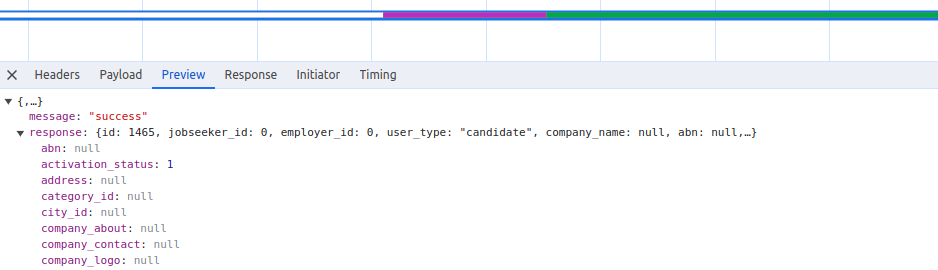 Headers Payload Preview Response Initiator Timing
{,…}
message: "success"
response: {id: 1465, jobseeker_id: 0, employer_id: 0, user_type: "candidate", company_name: null, abn: null,…}
abn: null
activation_status: 1
address: null
category_id: null
city_id: null
company_about: null
company_contact: null
company_logo: null